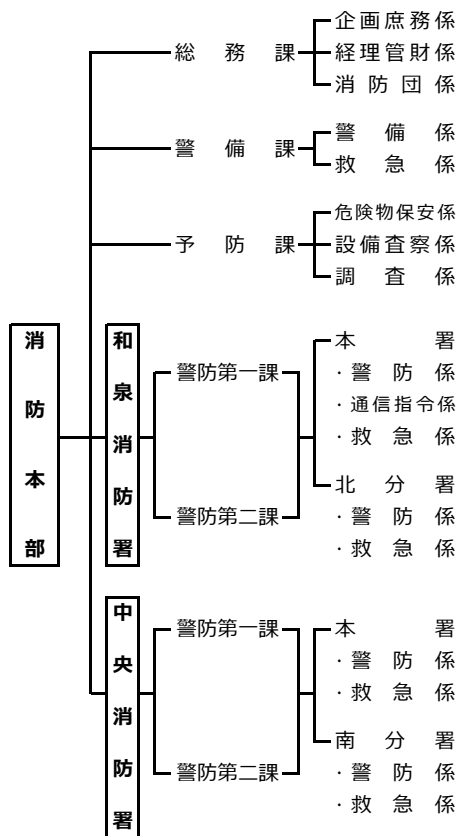 消防本部
総務課
企画庶務係
経理管財係
消防団係
警備課
警備係
救急係
予防課
危険物保安係
設備査察係
調査係
和泉消防署
警防第一課
警防第二課
本署
・警防係
・通信指令係
・救急係
北分署
・警防係
・救急係
中央消防署
警防第一課
警防第二課
本署
・警防係
・救急係
南分署
・警防係
・救急係